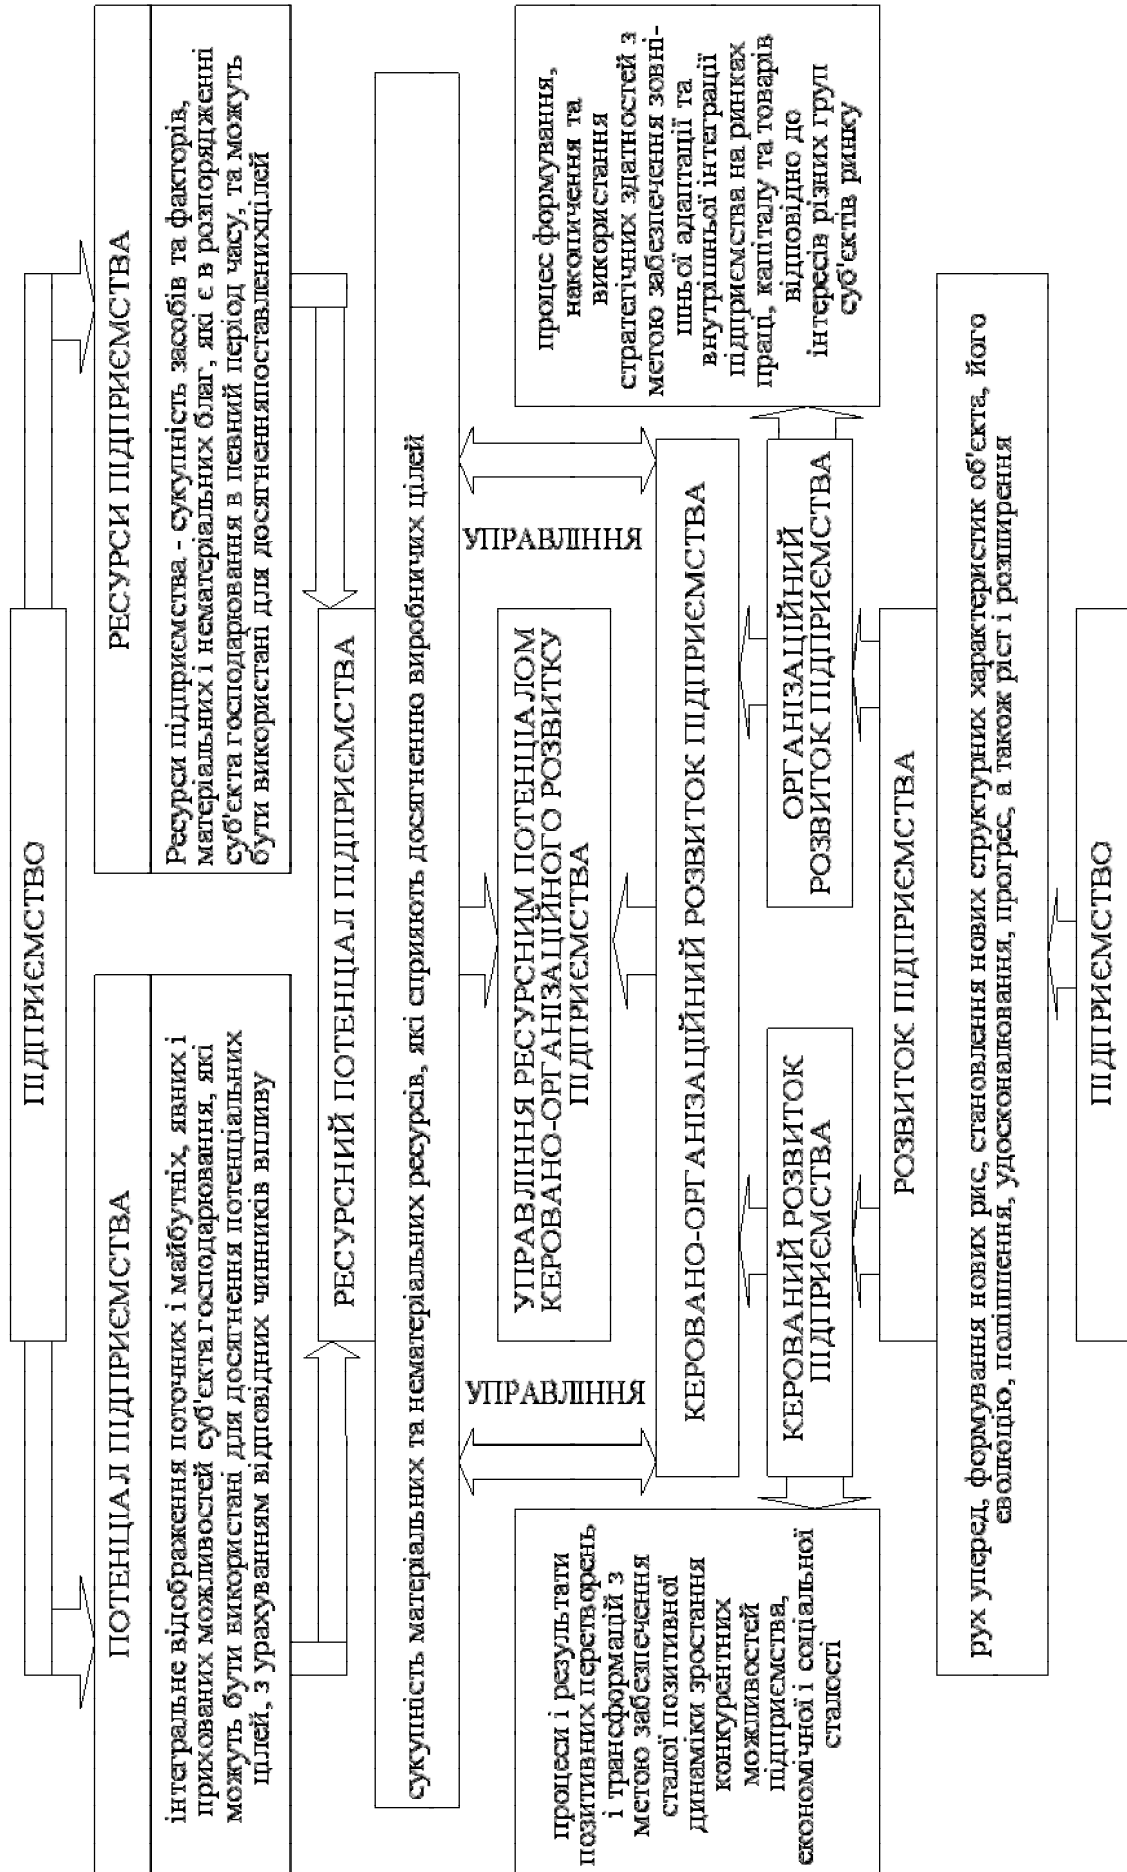 ПІДПРИЄМСТВО
ПОТЕНЦІАЛ ПІДПРИЄМСТВА
інтегральне відображення поточних і майбутніх, явних і
прихованих можливостей суб'єкта господарювання, які
можуть бути використані для досягнення потенціальних
цілей, з урахуванням відповідних чинників впливу
РЕСУРСИ ПІДПРИЄМСТВА
Ресурси підприємства - сукупність засобів та факторів,
матеріальних і нематеріальних благ, які є в розпорядженні
суб'єкта господарювання в певний період часу, та можуть
бути використані для досягненняпоставленихцілей
РЕСУРСНИЙ ПОТЕНЦІАЛ ПІДПРИЄМСТВА
сукупність матеріальних та нематеріальних ресурсів, які сприяють досягненню виробничих цілей
УПРАВЛІННЯ
УПРАВЛІННЯ
УПРАВЛІННЯ РЕСУРСНИМ ПОТЕНЦІАЛОМ
КЕРОВАНО-ОРГАНІЗАЦІЙНОГО РОЗВИТКУ
ПІДПРИЄМСТВА
КЕРОВАНО-ОРГАНІЗАЦІЙНИЙ РОЗВИТОК ПІДПРИЄМСТВА
процеси і результати
позитивних перетворень
і трансформацій з
метою забезпечення
сталої позитивної
динаміки зростання
конкурентних
можливостей
підприємства,
економічної і соціальної
сталості
КЕРОВАНИЙ РОЗВИТОК
ПІДПРИЄМСТВА
ОРГАНІЗАЦІЙНИЙ
РОЗВИТОК ПІДПРИЄМСТВА
процес формування,
накопичення та
використання
стратегічних здатностей з
метою забезпечення зовні-
шньої адаптації та
внутрішньої інтеграції
підприємства на ринках
праці, капіталу та товарів
відповідно до
інтересів різних груп
суб'єктів ринку
РОЗВИТОК ПІДПРИЄМСТВА
рух уперед, формування нових рис, становлення нових структурних характеристик об'єкта, його
еволюцію, поліпшення, удосконалювання, прогрес, а також ріст і розширення
ПІДПРИЄМСТВО